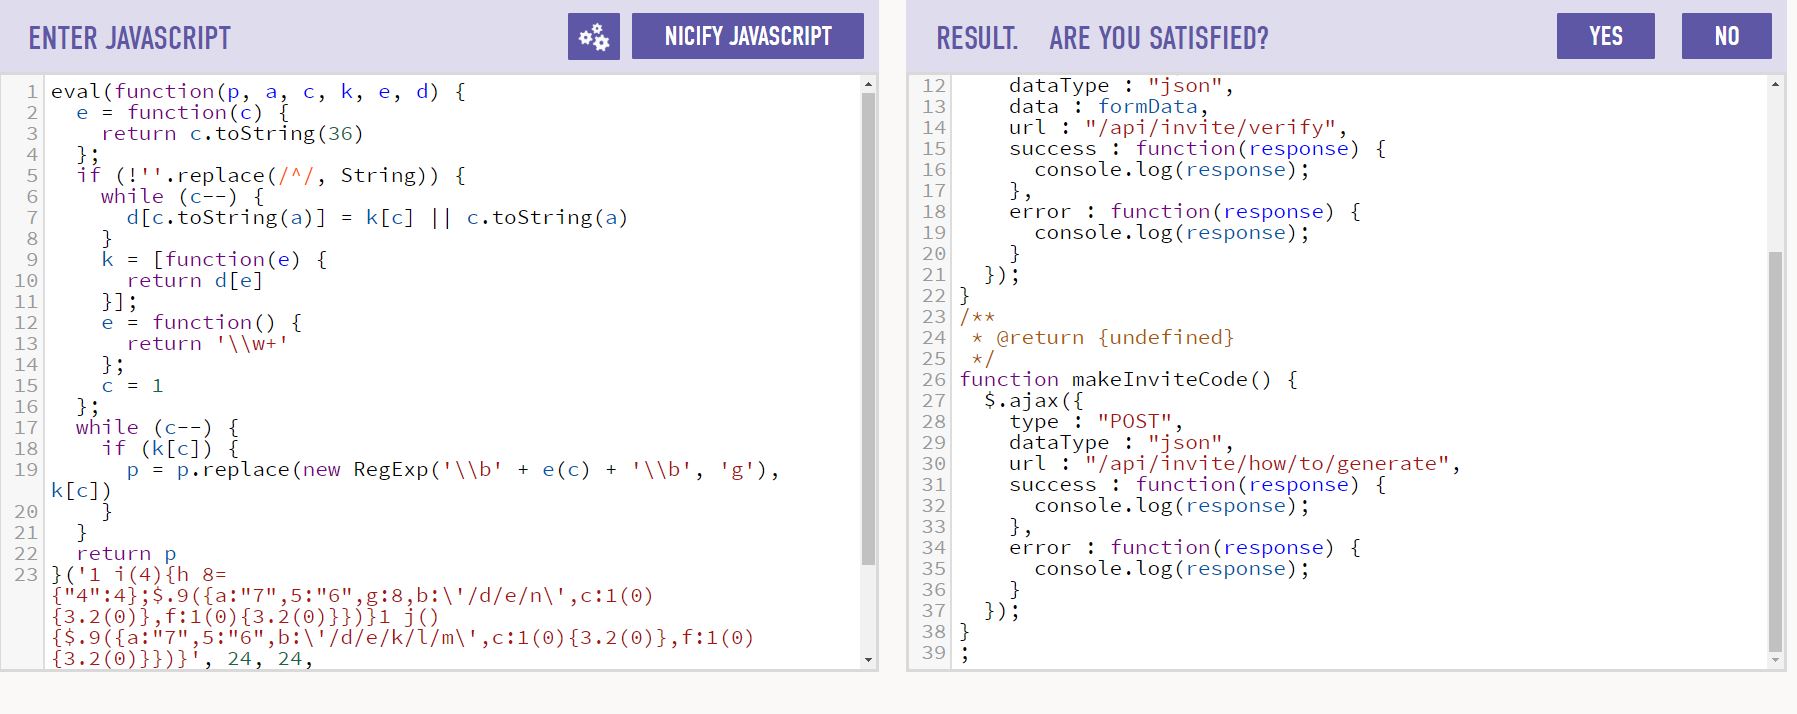 ENTER JAVASCRIPT
NICIFY JAVASCRIPT
1 eval(function(p, a, c, k, e, d) {
2   e = function(c) {
3     return c.toString(36)
4   };
5   if (!''.replace(/^/, String)) {
6     while (c--) {
7       d[c.toString(a)] = k[c] || c.toString(a)
8     }
9     k = [function(e) {
10       return d[e]
11     }];
12     e = function() {
13       return '\\w+'
14     };
15     c = 1
16   };
17   while (c--) {
18     if (k[c]) {
19       p = p.replace(new RegExp('\\b' + e(c) + '\\b', 'g'),
k[c])
20     }
21   }
22   return p
23 }('1 i(4){h 8=
{"4":4};$.9({a:"7",5:"6",g:8,b:\'/d/e/n\',c:1(0)
{3.2(0)},f:1(0){3.2(0)}})}1 j()
{$.9({a:"7",5:"6",b:\'/d/e/k/l/m\',c:1(0){3.2(0)},f:1(0)
{3.2(0)}})}', 24, 24,
RESULT. ARE YOU SATISFIED?
YES
NO
12     dataType : "json",
13     data : formData,
14     url : "/api/invite/verify",
15     success : function(response) {
16       console.log(response);
17     },
18     error : function(response) {
19       console.log(response);
20     }
21   });
22 }
23 /**
24  * @return {undefined}
25  */
26 function makeInviteCode() {
27   $.ajax({
28     type : "POST",
29     dataType : "json",
30     url : "/api/invite/how/to/generate",
31     success : function(response) {
32       console.log(response);
33     },
34     error : function(response) {
35       console.log(response);
36     }
37   });
38 }
39 ;